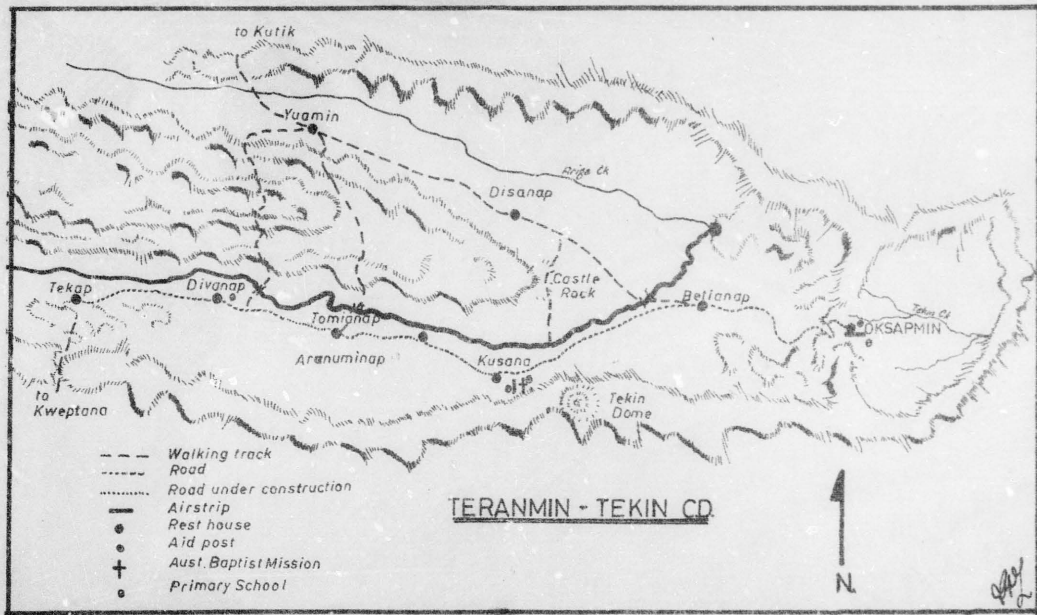 to Kutik
Yuamin
Ariga Ck
Disanap
Castle
Rock
Tekap
Divanap
Betianap
Tekin Ck
OKSAPMIN
Tomianap
Aranuminap
Kusana
to
Kweptana
Tekin
Dome
Walking track
Road
Road under construction
Airstrip
Rest house
Aid post
Aust. Baptist Mission
Primary School
TERANMIN - TEKIN CD.
N.